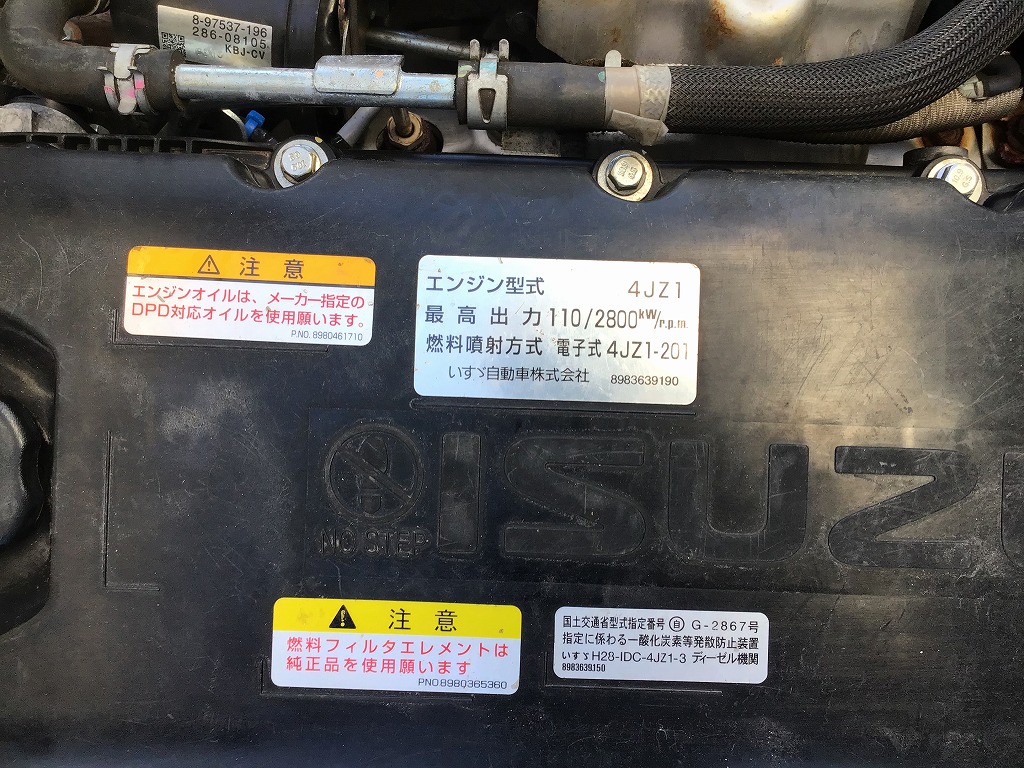 8-97537-196
286-08105
KBJ-CV
注意
エンジンオイルは、メーカー指定の
DPD対応オイルを使用願います。
P.NO. 8980461710
エンジン型式 4JZ1
最高出力 110/2800kW/r.p.m.
燃料噴射方式 電子式 4JZ1-201
いすゞ自動車株式会社 8983639190
NO STEP
ISUZU
注意
燃料フィルタエレメントは
純正品を使用願います
P.NO.8980365360
国土交通省型式指定番号 自 G-2867号
指定に係わる一酸化炭素等発散防止装置
いすゞH28-IDC-4JZ1-3 ディーゼル機関
8983639150